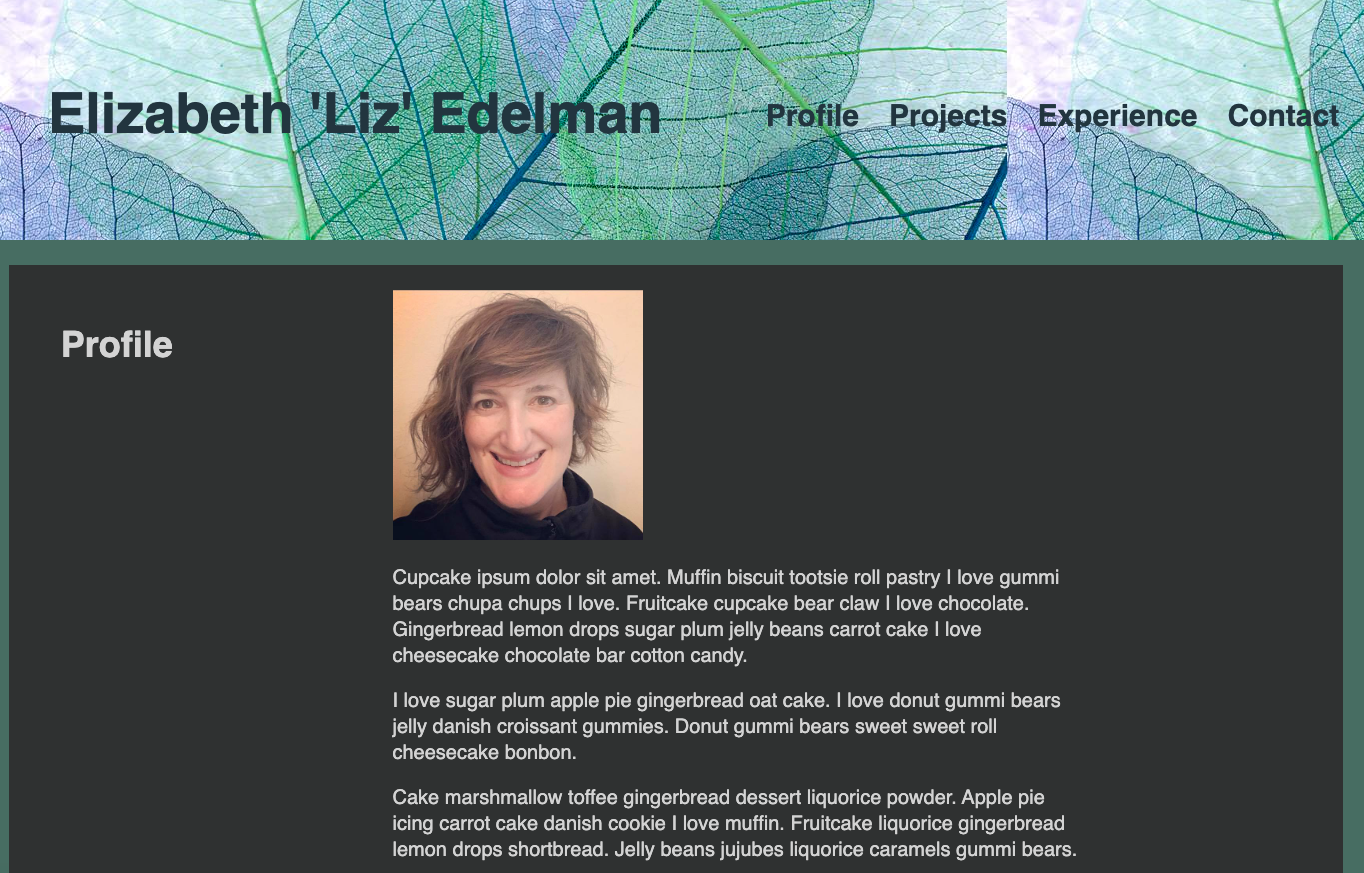 Elizabeth 'Liz' Edelman
Profile Projects Experience Contact
Profile
Cupcake ipsum dolor sit amet. Muffin biscuit tootsie roll pastry I love gummi
bears chupa chups I love. Fruitcake cupcake bear claw I love chocolate.
Gingerbread lemon drops sugar plum jelly beans carrot cake I love
cheesecake chocolate bar cotton candy.
I love sugar plum apple pie gingerbread oat cake. I love donut gummi bears
jelly danish croissant gummies. Donut gummi bears sweet sweet roll
cheesecake bonbon.
Cake marshmallow toffee gingerbread dessert liquorice powder. Apple pie
icing carrot cake danish cookie I love muffin. Fruitcake liquorice gingerbread
lemon drops shortbread. Jelly beans jujubes liquorice caramels gummi bears.